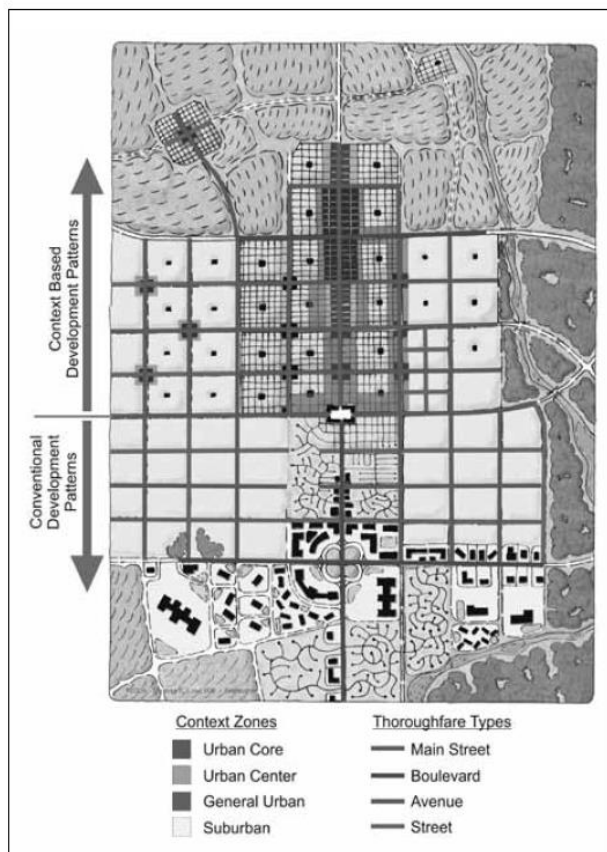 Context Based
Development Patterns
Conventional
Development
Patterns
Context Zones
Urban Core
Urban Center
General Urban
Suburban
Thoroughfare Types
Main Street
Boulevard
Avenue
Street